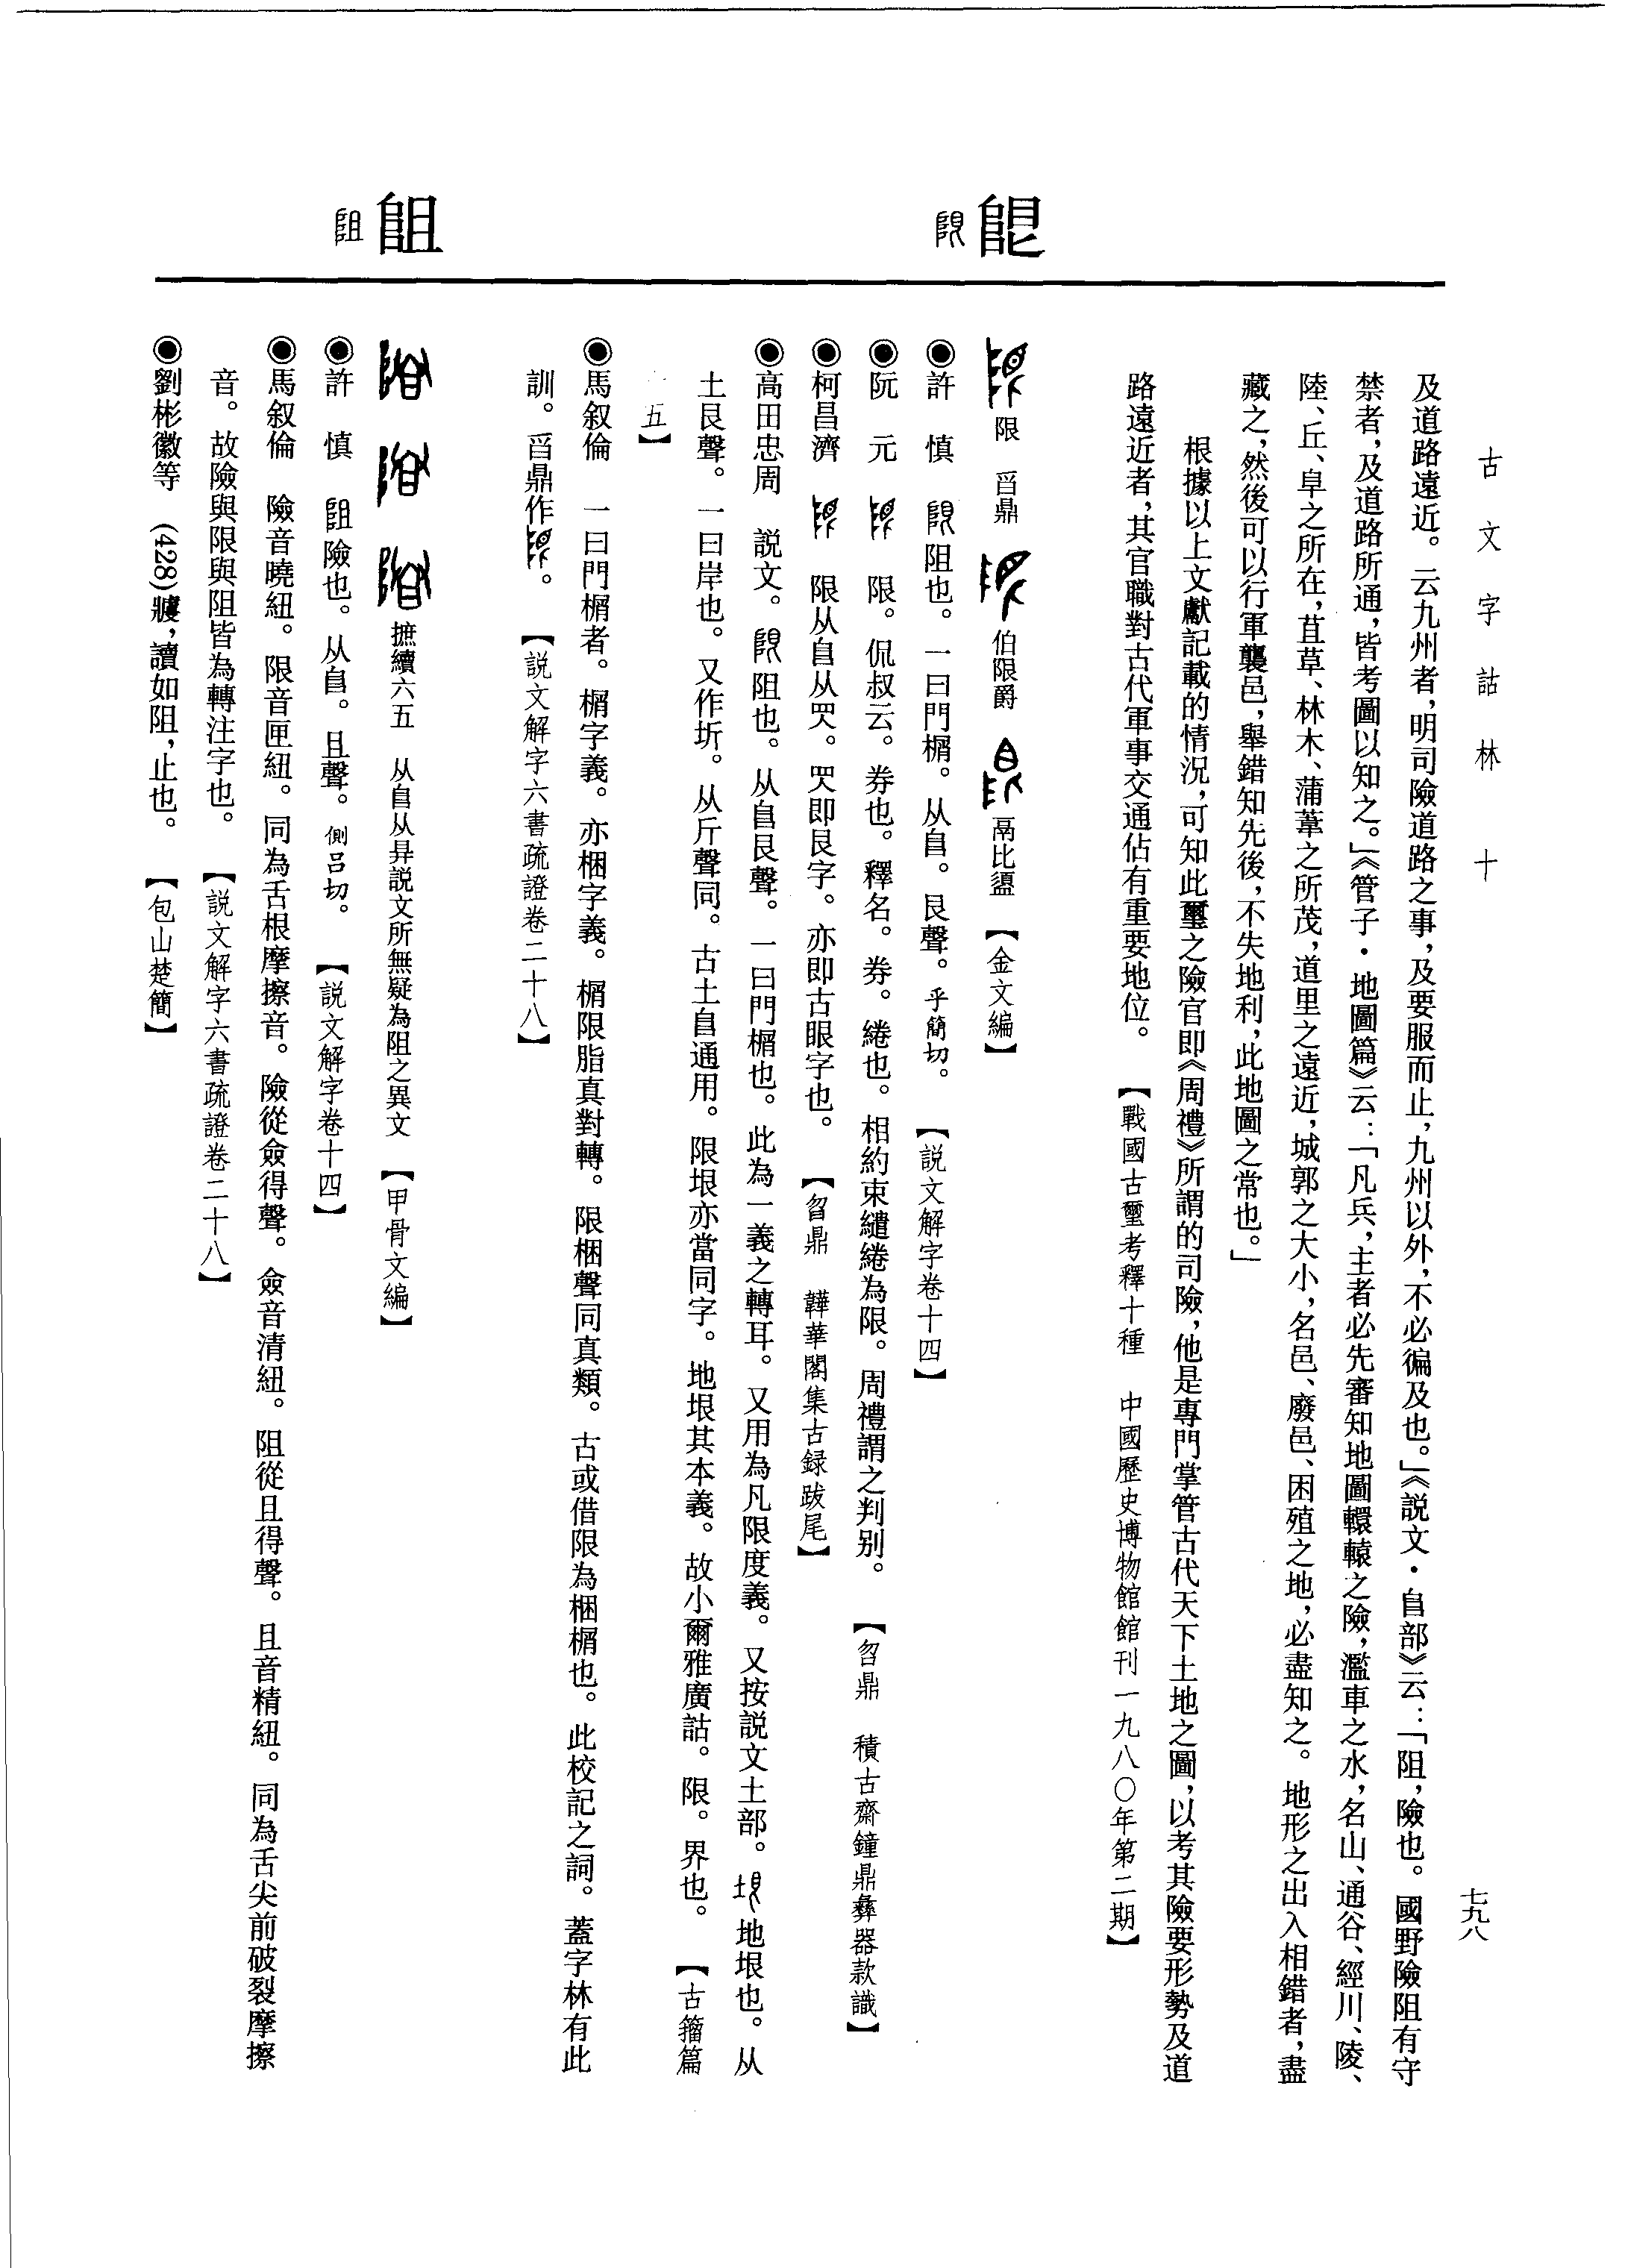 古文字詁林　十
七九八
及道路遠近。云九州者，明司險道路之事，及要服而止，九州以外，不必徧及也。」《説文·𨸏部》云：「阻，險也。國野險阻有守
禁者，及道路所通，皆考圖以知之。」《管子·地圖篇》云：「凡兵，主者必先審知地圖轘轅之險，濫車之水，名山、通谷、經川、陵、
陸、丘、阜之所在，苴草、林木、蒲葦之所茂，道里之遠近，城郭之大小，名邑、廢邑、困殖之地，必盡知之。地形之出入相錯者，盡
藏之，然後可以行軍襲邑，舉錯知先後，不失地利，此地圖之常也。」
根據以上文獻記載的情況，可知此璽之險官即《周禮》所謂的司險，他是專門掌管古代天下土地之圖，以考其險要形勢及道
路遠近者，其官職對古代軍事交通佔有重要地位。　【戰國古璽考釋十種　中國歷史博物館館刊一九八〇年第二期】
限
限　䛐鼎　伯限爵　鬲比盨　【金文編】
◉許　慎　阻也。一曰門榍。从𨸏。艮聲。乎簡切。　【説文解字卷十四】
◉阮　元　限。侃叔云。券也。釋名。券。綣也。相約束繾綣為限。周禮謂之判别。　【曶鼎　積古齋鐘鼎彝器款識】
◉柯昌濟　限从𨸏从𥃩。𥃩即艮字。亦即古眼字也。　【曶鼎　韡華閣集古録跋尾】
◉高田忠周　説文。阻也。从𨸏艮聲。一曰門榍也。此為一義之轉耳。又用為凡限度義。又按説文土部。地垠也。从
土艮聲。一曰岸也。又作圻。从斤聲同。古土𨸏通用。限垠亦當同字。地垠其本義。故小爾雅廣詁。限。界也。　【古籀篇
十五】
◉馬叙倫　一曰門榍者。榍字義。亦梱字義。榍限脂真對轉。限梱聲同真類。古或借限為梱榍也。此校記之詞。蓋字林有此
訓。曶鼎作。　【説文解字六書疏證卷二十八】
阻
摭續六五　从𨸏从㝵説文所無疑為阻之異文　【甲骨文編】
◉許　慎　險也。从𨸏。且聲。側吕切。　【説文解字卷十四】
◉馬叙倫　險音曉紐。限音匣紐。同為舌根摩擦音。險從僉得聲。僉音清紐。阻從且得聲。且音精紐。同為舌尖前破裂摩擦
音。故險與限與阻皆為轉注字也。　【説文解字六書疏證卷二十八】
◉劉彬徽等　(428)，讀如阻，止也。　【包山楚簡】